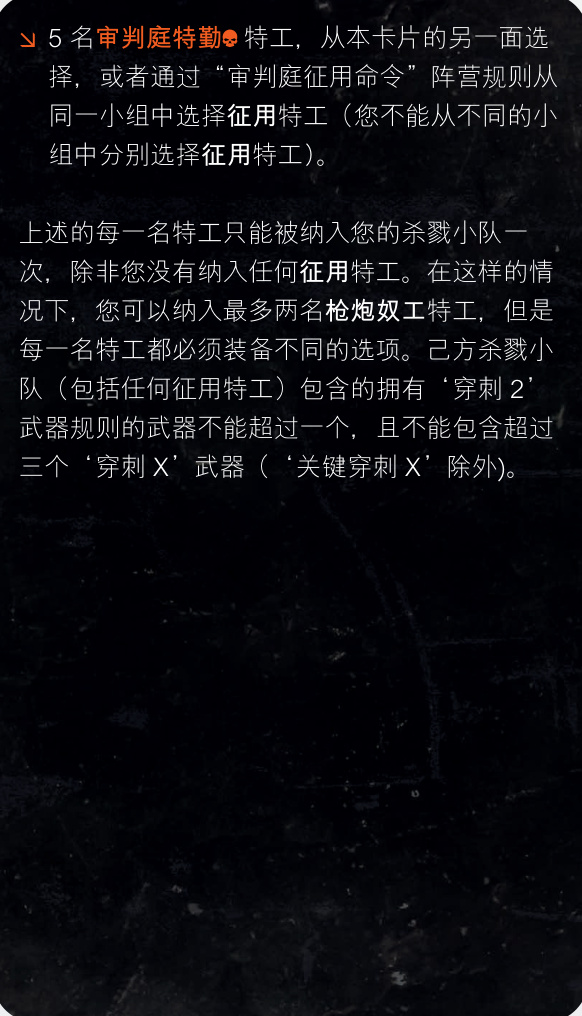 ↘ 5 名审判庭特勤💀特工，从本卡片的另一面选
择，或者通过“审判庭征用命令”阵营规则从
同一小组中选择征用特工（您不能从不同的小
组中分别选择征用特工）。
上述的每一名特工只能被纳入您的杀戮小队一
次，除非您没有纳入任何征用特工。在这样的情
况下，您可以纳入最多两名枪炮奴工特工，但是
每一名特工都必须装备不同的选项。己方杀戮小
队（包括任何征用特工）包含的拥有‘穿刺 2’
武器规则的武器不能超过一个，且不能包含超过
三个‘穿刺 X’武器（‘关键穿刺 X’除外)。